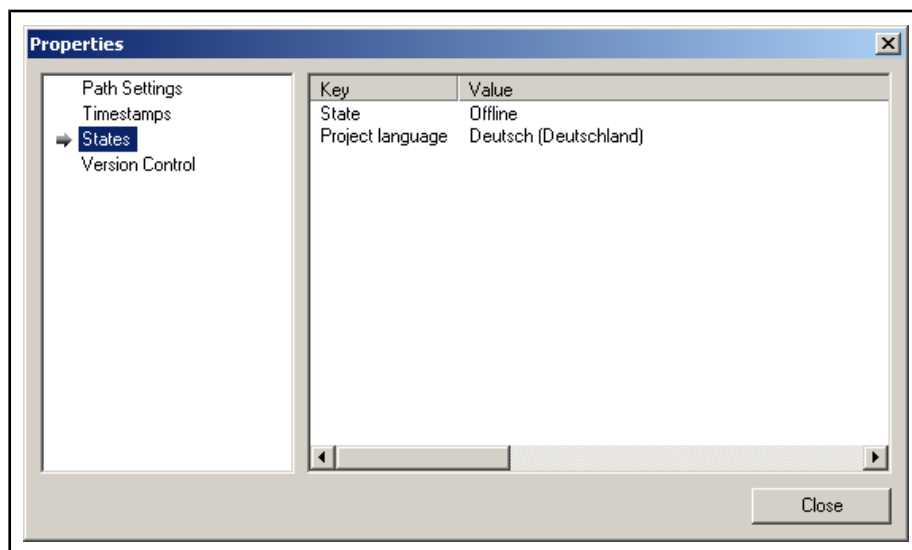 Properties
Path Settings
Timestamps
States
Version Control
Key Value
State Offline
Project language Deutsch (Deutschland)
Close